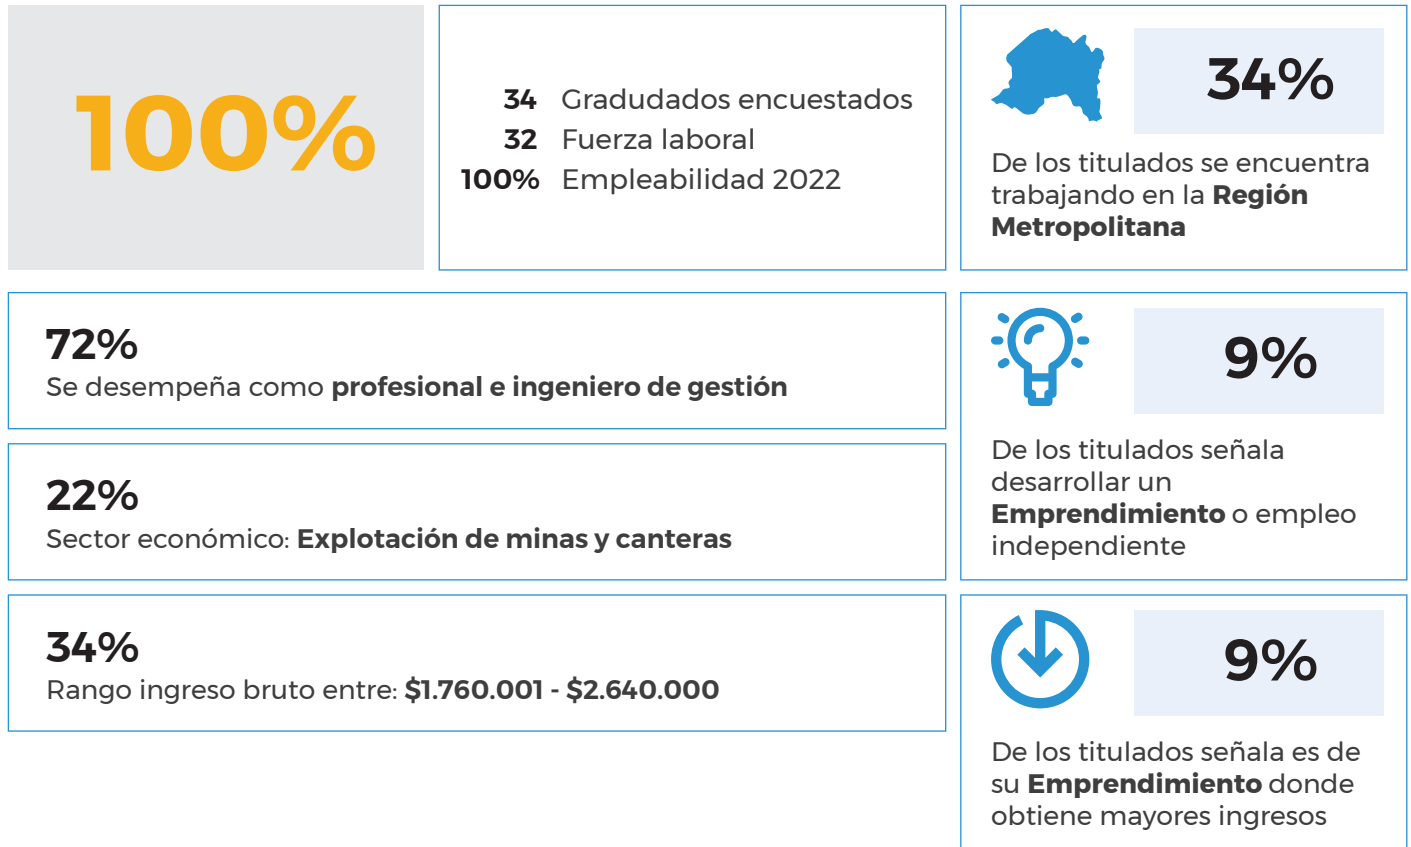 100%
34 Gradudados encuestados
32 Fuerza laboral
100% Empleabilidad 2022
34%
De los titulados se encuentra
trabajando en la Región
Metropolitana
72%
Se desempeña como profesional e ingeniero de gestión
22%
Sector económico: Explotación de minas y canteras
34%
Rango ingreso bruto entre: $1.760.001 - $2.640.000
9%
De los titulados señala
desarrollar un
Emprendimiento o empleo
independiente
9%
De los titulados señala es de
su Emprendimiento donde
obtiene mayores ingresos